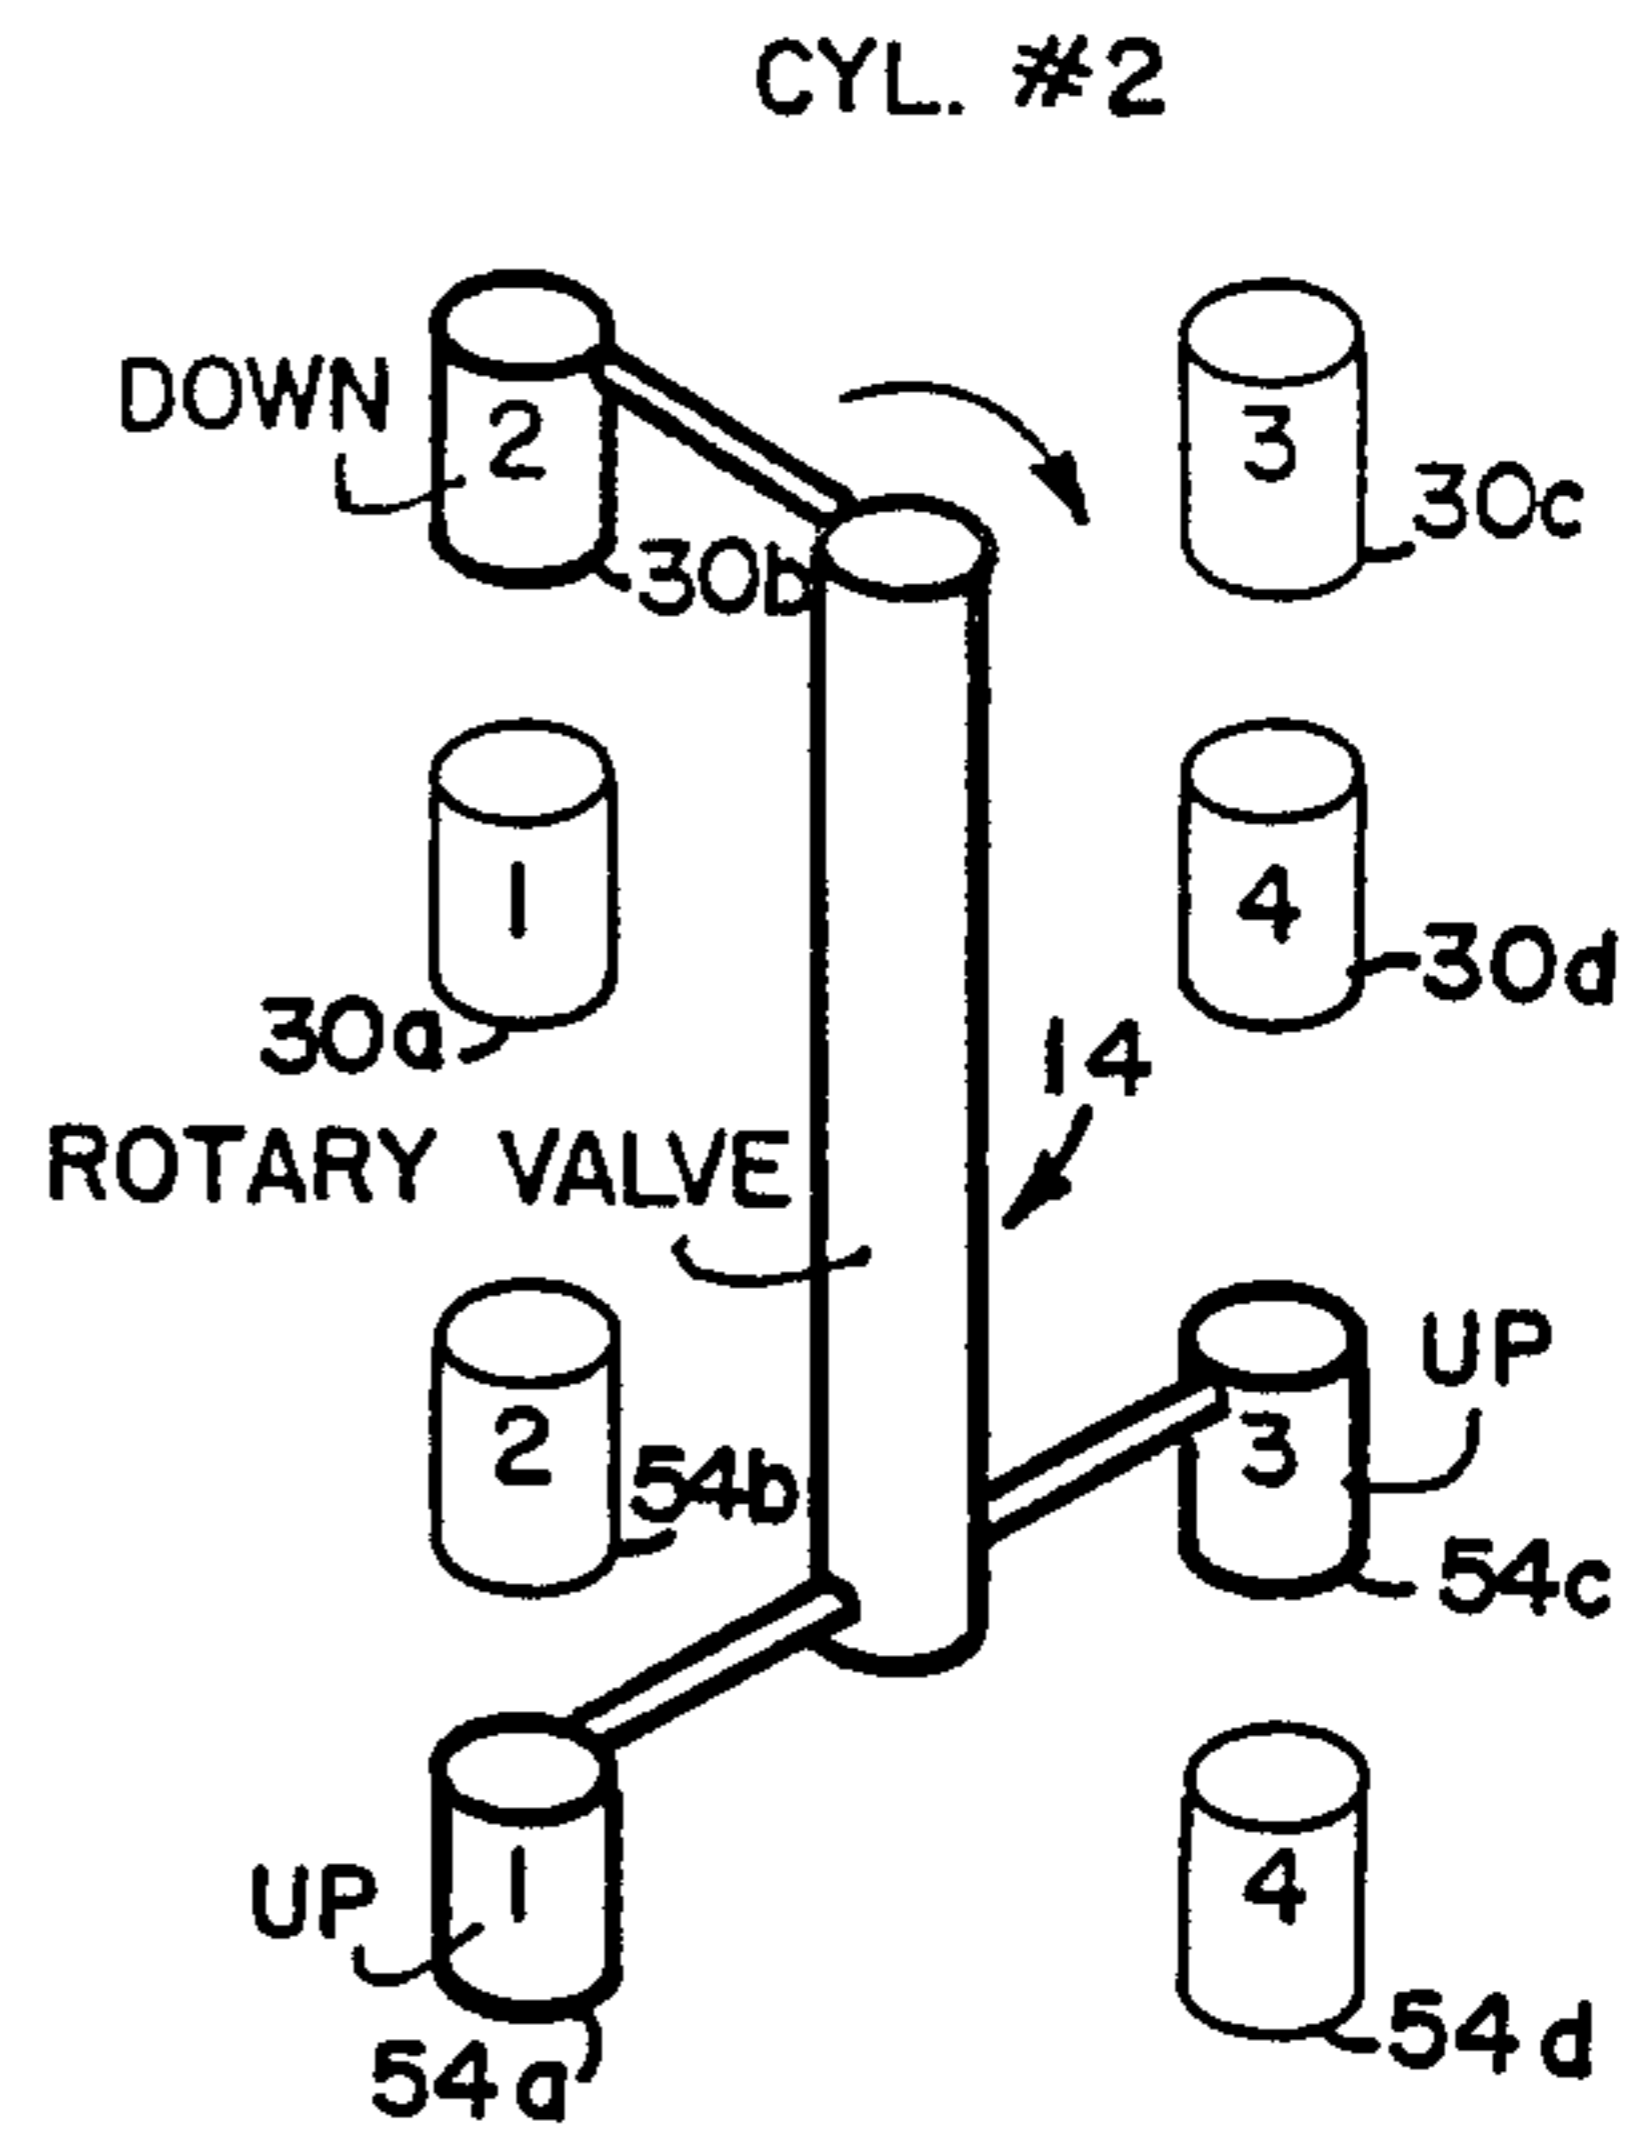 CYL. #2
DOWN
2
3
30c
30b
1
4
30d
30a
14
ROTARY VALVE
UP
2
3
54b
54c
1
UP
4
54d
54a